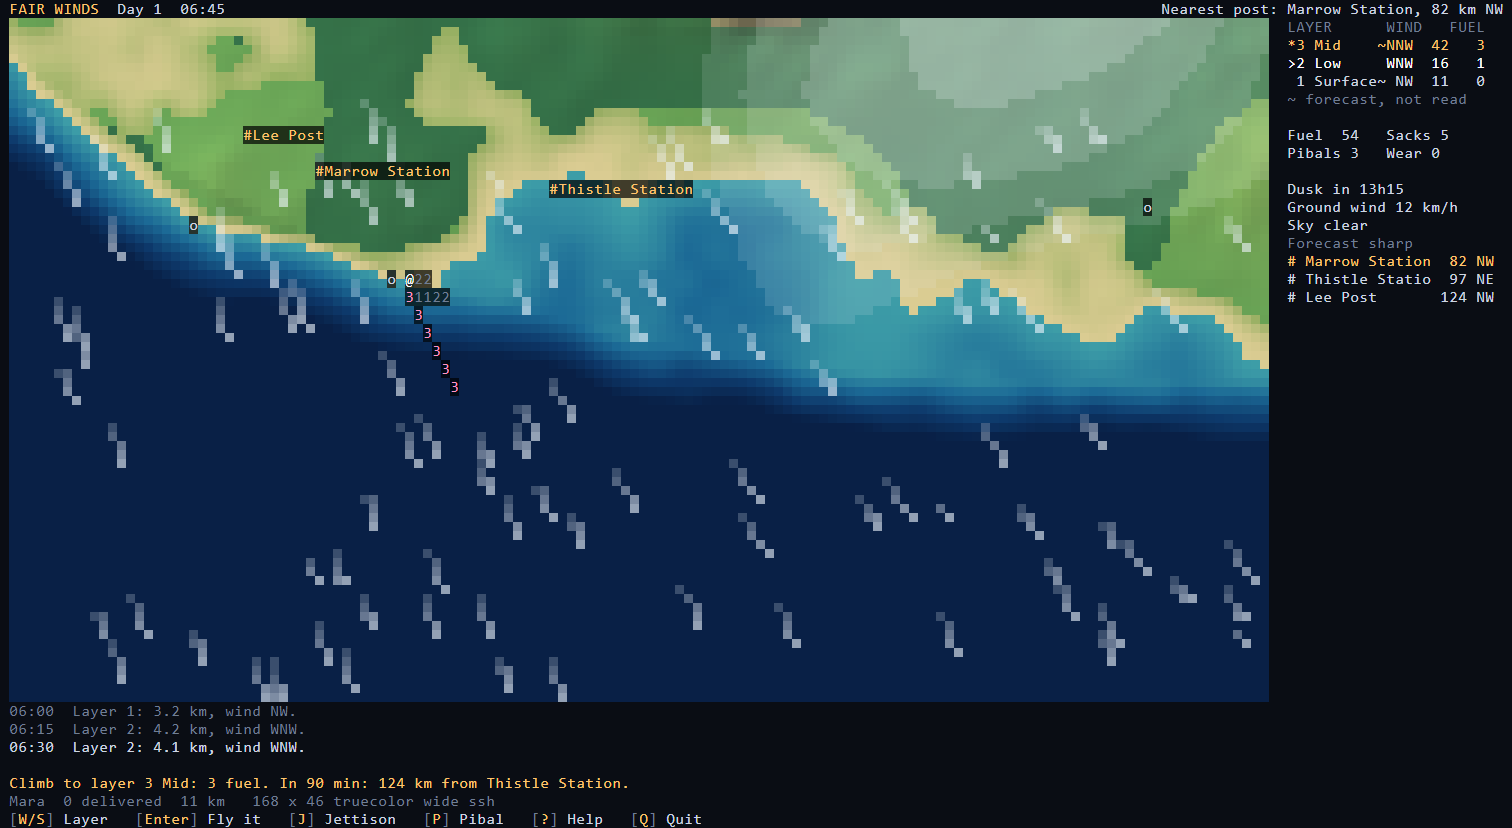 FAIR WINDS  Day 1  06:45
Nearest post: Marrow Station, 82 km NW
LAYER      WIND   FUEL
*3 Mid    ~NNW  42   3
>2 Low     WNW  16   1
1 Surface~ NW  11   0
~ forecast, not read
Fuel  54   Sacks 5
Pibals 3   Wear 0
Dusk in 13h15
Ground wind 12 km/h
Sky clear
Forecast sharp
# Marrow Station  82 NW
# Thistle Statio  97 NE
# Lee Post       124 NW
#Lee Post
#Marrow Station
#Thistle Station
o
o
o @22
31122
3
3
3
3
3
06:00  Layer 1: 3.2 km, wind NW.
06:15  Layer 2: 4.2 km, wind WNW.
06:30  Layer 2: 4.1 km, wind WNW.
Climb to layer 3 Mid: 3 fuel. In 90 min: 124 km from Thistle Station.
Mara  0 delivered  11 km   168 x 46 truecolor wide ssh
[W/S] Layer   [Enter] Fly it   [J] Jettison   [P] Pibal   [?] Help   [Q] Quit